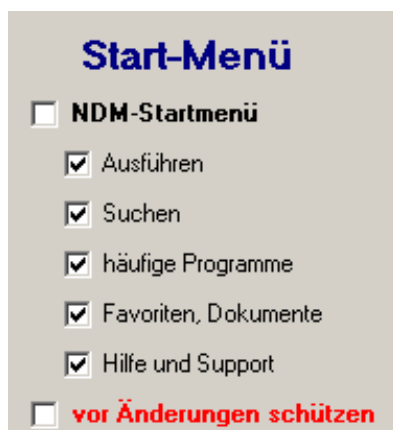 Start-Menü
NDM-Startmenü
Ausführen
Suchen
häufige Programme
Favoriten, Dokumente
Hilfe und Support
vor Änderungen schützen